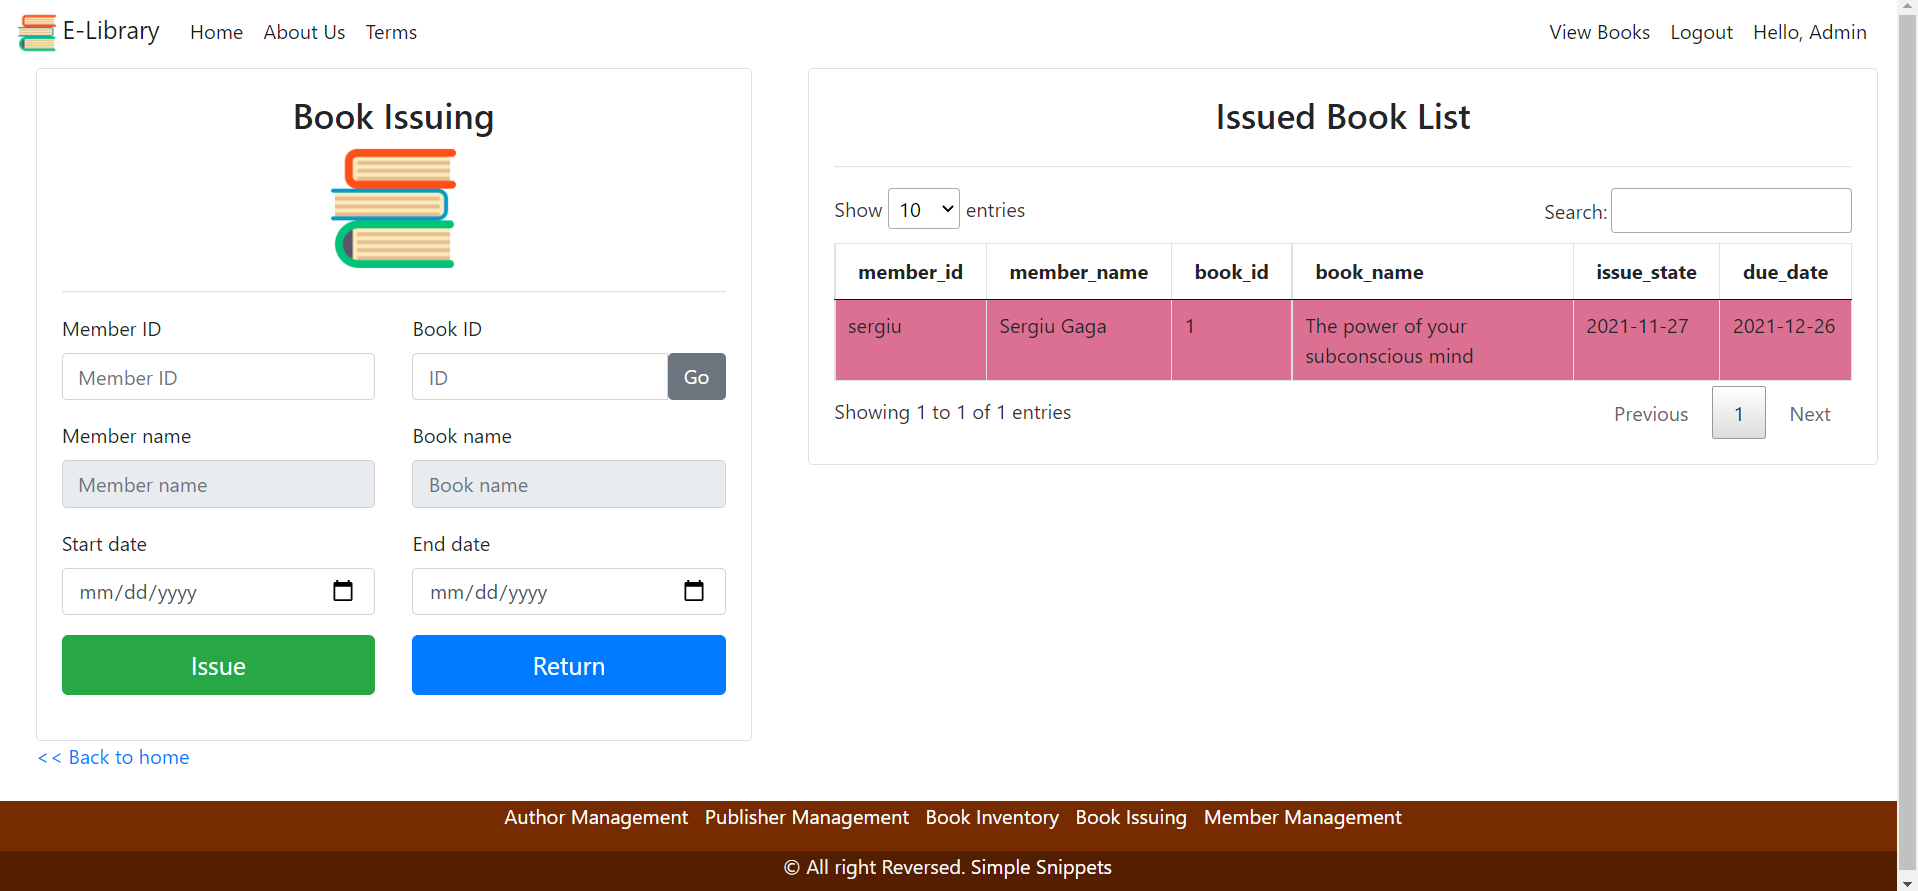 E-Library Home About Us Terms View Books Logout Hello, Admin
Book Issuing
Member ID Book ID
Member ID ID Go
Member name Book name
Member name Book name
Start date End date
mm/dd/yyyy mm/dd/yyyy
Issue Return
<< Back to home
Issued Book List
Show 10 entries Search:
member_id member_name book_id book_name issue_state due_date
sergiu Sergiu Gaga 1 The power of your 2021-11-27 2021-12-26
subconscious mind
Showing 1 to 1 of 1 entries Previous 1 Next
Author Management Publisher Management Book Inventory Book Issuing Member Management
© All right Reversed. Simple Snippets